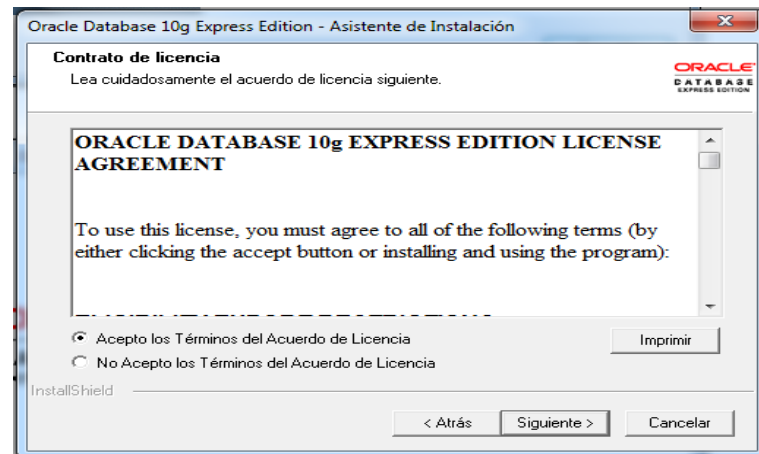 Oracle Database 10g Express Edition - Asistente de Instalación
Contrato de licencia
Lea cuidadosamente el acuerdo de licencia siguiente.
ORACLE
DATABASE
EXPRESS EDITION
ORACLE DATABASE 10g EXPRESS EDITION LICENSE
AGREEMENT
To use this license, you must agree to all of the following terms (by
either clicking the accept button or installing and using the program):
Acepto los Términos del Acuerdo de Licencia
Imprimir
No Acepto los Términos del Acuerdo de Licencia
InstallShield
< Atrás
Siguiente >
Cancelar